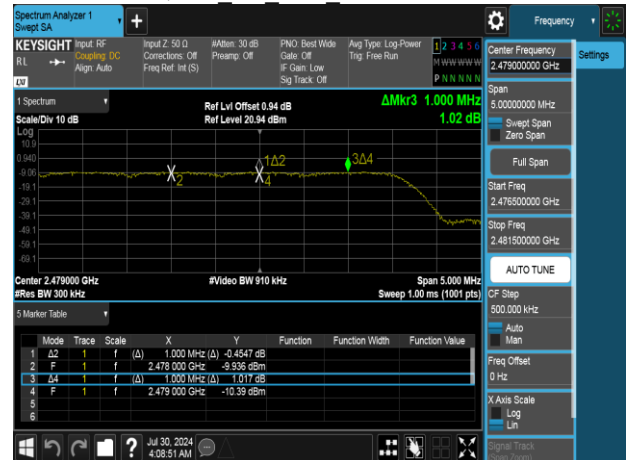 Spectrum Analyzer 1
Swept SA
Frequency
KEYSIGHT
RL
LXI
Input: RF
Coupling: DC
Align: Auto
Input Z: 50 Ω
Corrections: Off
Freq Ref: Int (S)
#Atten: 30 dB
Preamp: Off
PNO: Best Wide
Gate: Off
IF Gain: Low
Sig Track: Off
Avg Type: Log-Power
Trig: Free Run
1 2 3 4 5 6
M W W W W W
P N N N N N
Center Frequency
2.479000000 GHz
Settings
Span
5.00000000 MHz
Swept Span
Zero Span
Full Span
Start Freq
2.476500000 GHz
Stop Freq
2.481500000 GHz
AUTO TUNE
CF Step
500.000 kHz
Auto
Man
Freq Offset
0 Hz
X Axis Scale
Log
Lin
Signal Track
(Span Zoom)
1 Spectrum
Scale/Div 10 dB
Ref Lvl Offset 0.94 dB
Ref Level 20.94 dBm
ΔMkr3 1.000 MHz
1.02 dB
Log
10.9
0.940
-9.06
-19.1
-29.1
-39.1
-49.1
-59.1
-69.1
2
1Δ2
4
3Δ4
Center 2.479000 GHz
#Res BW 300 kHz
#Video BW 910 kHz
Span 5.000 MHz
Sweep 1.00 ms (1001 pts)
5 Marker Table
Mode Trace Scale X Y Function Function Width Function Value
1 Δ2 1 f (Δ) 1.000 MHz (Δ) -0.4547 dB
2 F 1 f 2.478 000 GHz -9.936 dBm
3 Δ4 1 f (Δ) 1.000 MHz (Δ) 1.017 dB
4 F 1 f 2.479 000 GHz -10.39 dBm
5
6
?
Jul 30, 2024
4:08:51 AM